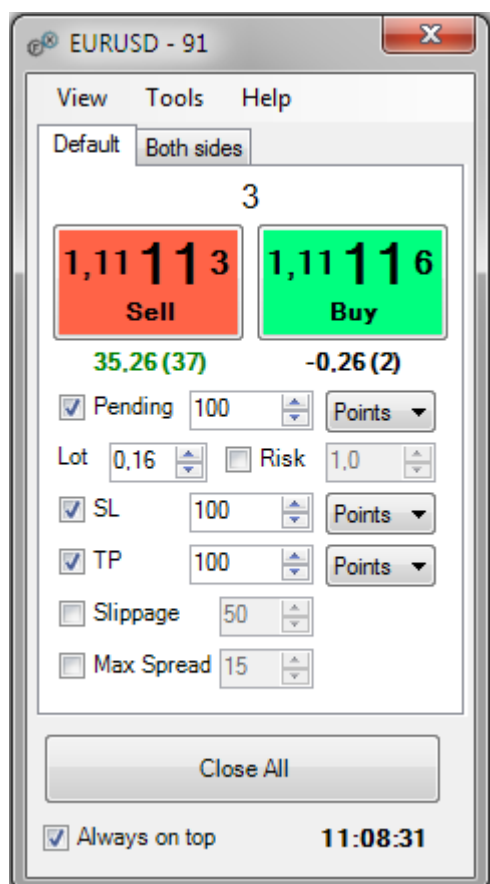 EURUSD - 91
View Tools Help
Default Both sides
3
1,11 11 3 1,11 11 6
Sell Buy
35,26 (37) -0,26 (2)
Pending 100 Points
Lot 0,16 Risk 1,0
SL 100 Points
TP 100 Points
Slippage 50
Max Spread 15
Close All
Always on top 11:08:31